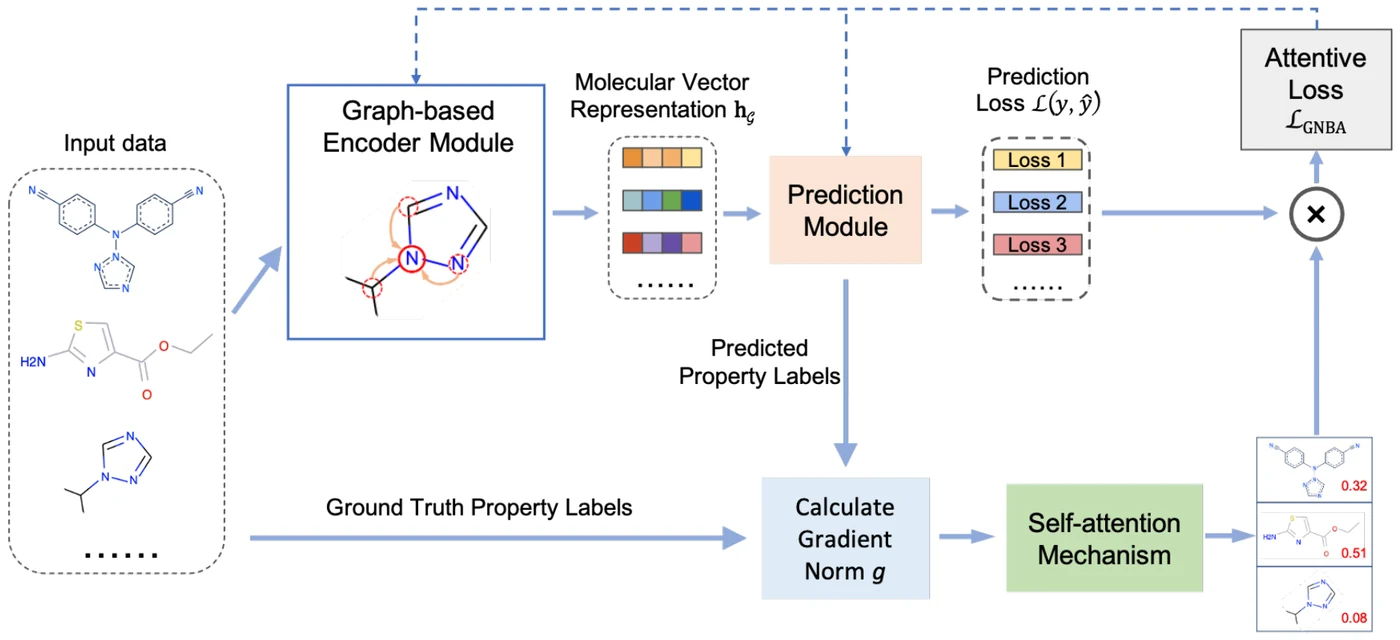 Input data
N
N
N
N
N
N
S
H2N
N
O
O
N
N
N
......
Graph-based
Encoder Module
N
N
N
Molecular Vector
Representation h𝒢
......
Prediction
Module
Prediction
Loss ℒ(y, ŷ)
Loss 1
Loss 2
Loss 3
......
Attentive
Loss
ℒGNBA
×
Predicted
Property Labels
Ground Truth Property Labels
Calculate
Gradient
Norm g
Self-attention
Mechanism
0.32
S
H2N
N
O
O
0.51
N
N
N
0.08